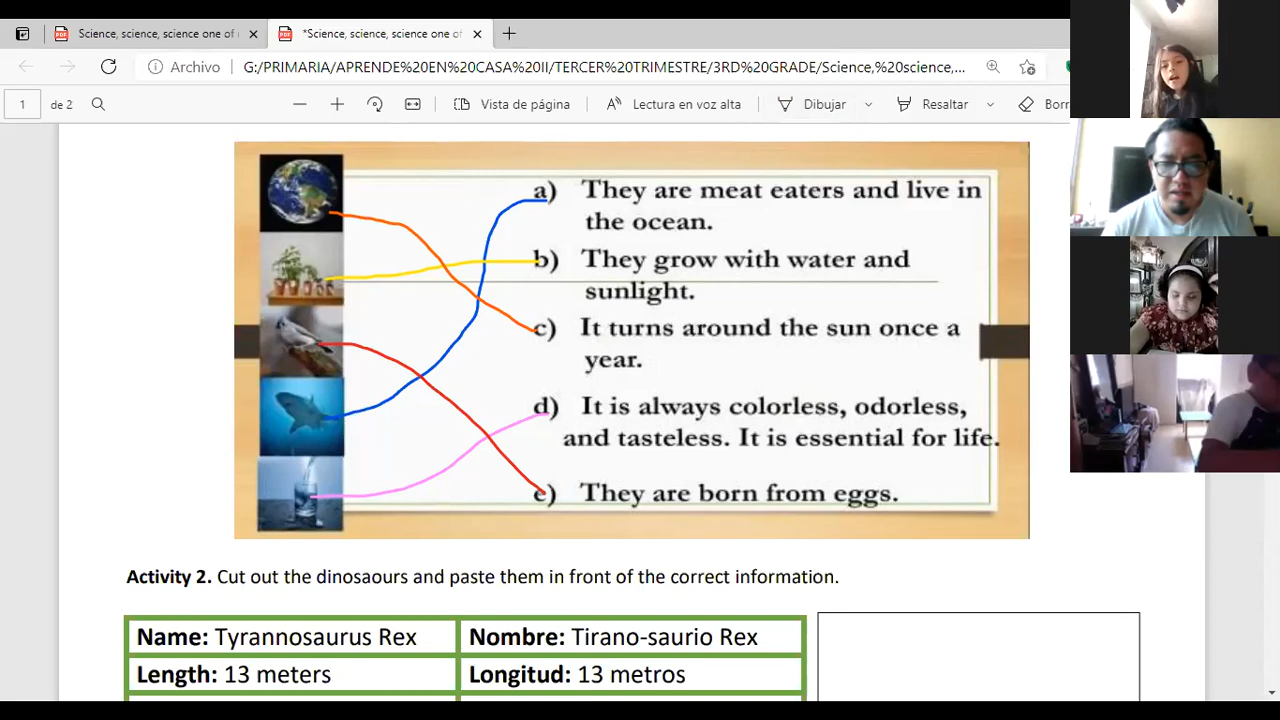 Science, science, science one of
*Science, science, science one of
Archivo G:/PRIMARIA/APRENDE%20EN%20CASA%20II/TERCER%20TRIMESTRE/3RD%20GRADE/Science,%20science,...
1 de 2 Vista de página Lectura en voz alta Dibujar Resaltar Borr
a) They are meat eaters and live in
the ocean.
b) They grow with water and
sunlight.
c) It turns around the sun once a
year.
d) It is always colorless, odorless,
and tasteless. It is essential for life.
e) They are born from eggs.
Activity 2. Cut out the dinosaours and paste them in front of the correct information.
Name: Tyrannosaurus Rex Nombre: Tirano-saurio Rex
Length: 13 meters Longitud: 13 metros